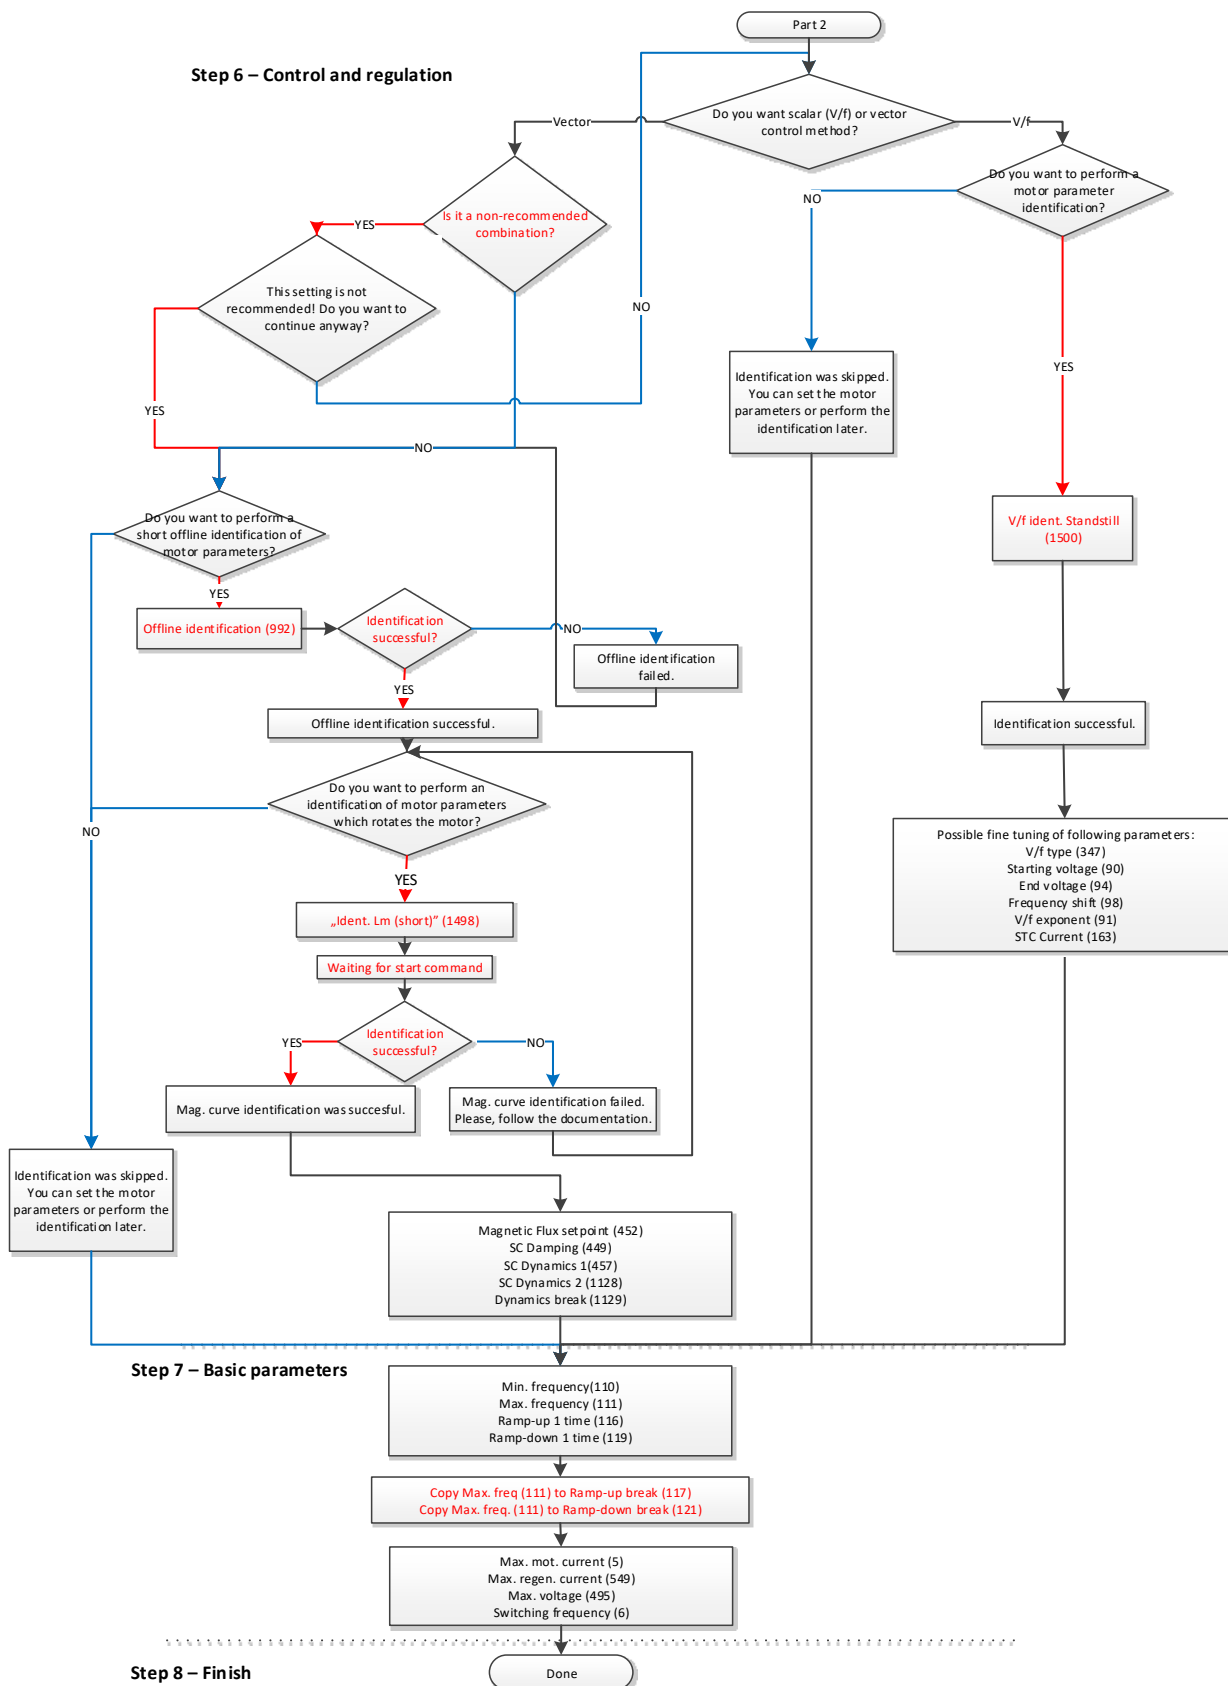 Part 2
Step 6 – Control and regulation
Do you want scalar (V/f) or vector
control method?
Vector
V/f
Do you want to perform a
motor parameter
identification?
NO
Is it a non-recommended
combination?
YES
This setting is not
recommended! Do you want to
continue anyway?
NO
YES
Identification was skipped.
You can set the motor
parameters or perform the
identification later.
YES
NO
Do you want to perform a
short offline identification of
motor parameters?
V/f ident. Standstill
(1500)
YES
Offline identification (992)
Identification
successful?
NO
Offline identification
failed.
YES
Offline identification successful.
Identification successful.
Do you want to perform an
identification of motor parameters
which rotates the motor?
NO
Possible fine tuning of following parameters:
V/f type (347)
Starting voltage (90)
End voltage (94)
Frequency shift (98)
V/f exponent (91)
STC Current (163)
YES
„Ident. Lm (short)” (1498)
Waiting for start command
Identification
successful?
YES
NO
Mag. curve identification was succesful.
Mag. curve identification failed.
Please, follow the documentation.
Identification was skipped.
You can set the motor
parameters or perform the
identification later.
Magnetic Flux setpoint (452)
SC Damping (449)
SC Dynamics 1(457)
SC Dynamics 2 (1128)
Dynamics break (1129)
Step 7 – Basic parameters
Min. frequency(110)
Max. frequency (111)
Ramp-up 1 time (116)
Ramp-down 1 time (119)
Copy Max. freq (111) to Ramp-up break (117)
Copy Max. freq. (111) to Ramp-down break (121)
Max. mot. current (5)
Max. regen. current (549)
Max. voltage (495)
Switching frequency (6)
Step 8 – Finish
Done